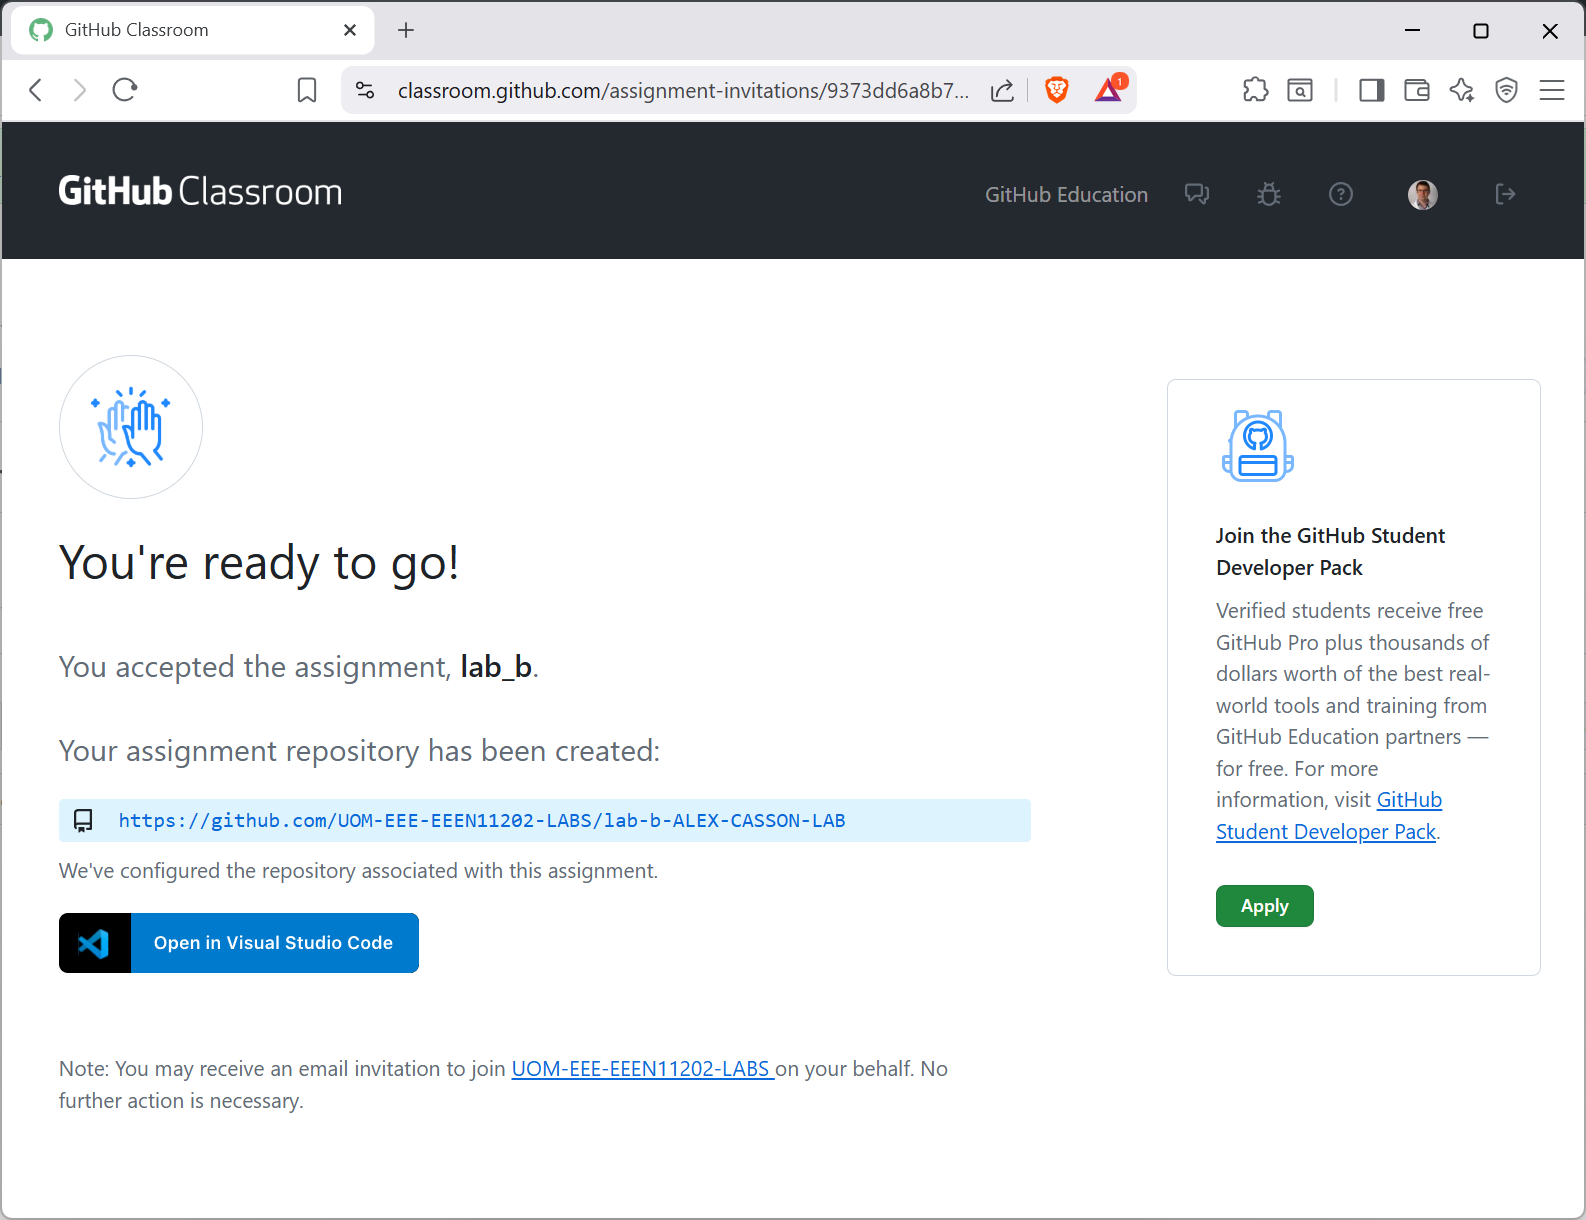 GitHub Classroom
classroom.github.com/assignment-invitations/9373dd6a8b7...
1
GitHub Classroom
GitHub Education
You're ready to go!
You accepted the assignment, lab_b.
Your assignment repository has been created:
https://github.com/UOM-EEE-EEEN11202-LABS/lab-b-ALEX-CASSON-LAB
We've configured the repository associated with this assignment.
Open in Visual Studio Code
Note: You may receive an email invitation to join UOM-EEE-EEEN11202-LABS on your behalf. No
further action is necessary.
Join the GitHub Student
Developer Pack
Verified students receive free
GitHub Pro plus thousands of
dollars worth of the best real-
world tools and training from
GitHub Education partners —
for free. For more
information, visit GitHub
Student Developer Pack.
Apply